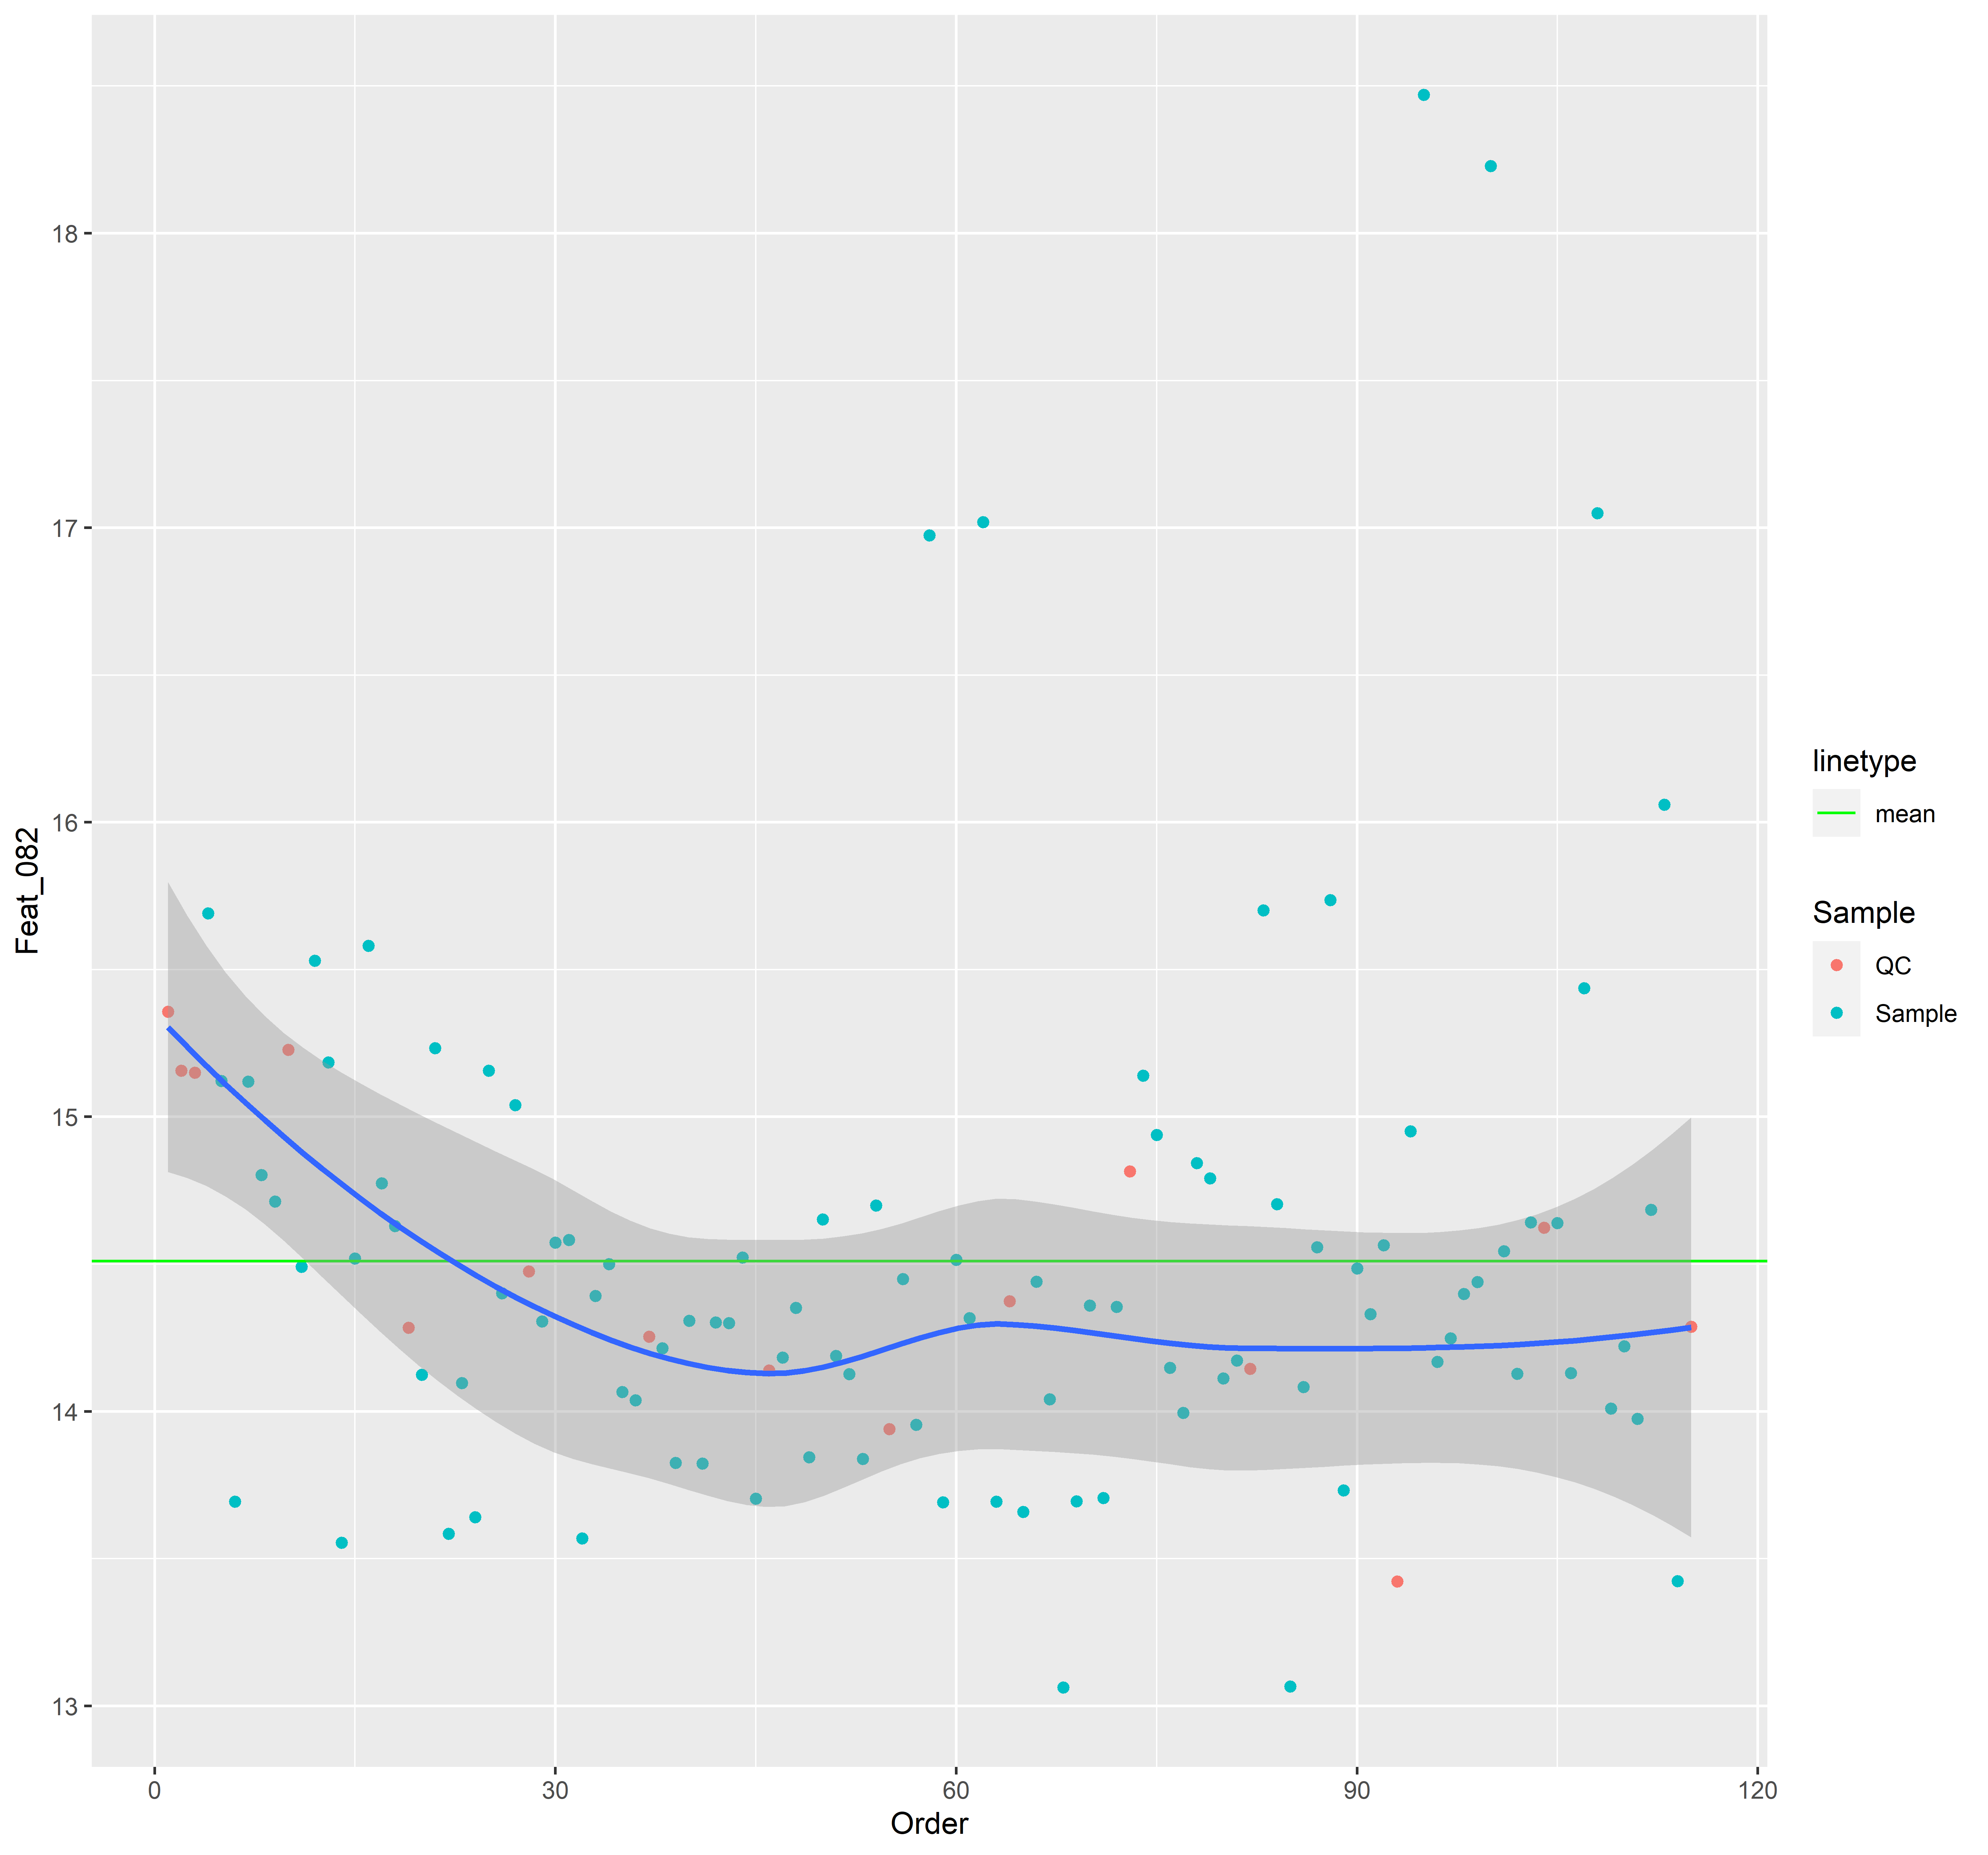 18
17
16
15
14
13
Feat_082
0 30 60 90 120
Order
linetype
mean
Sample
QC
Sample